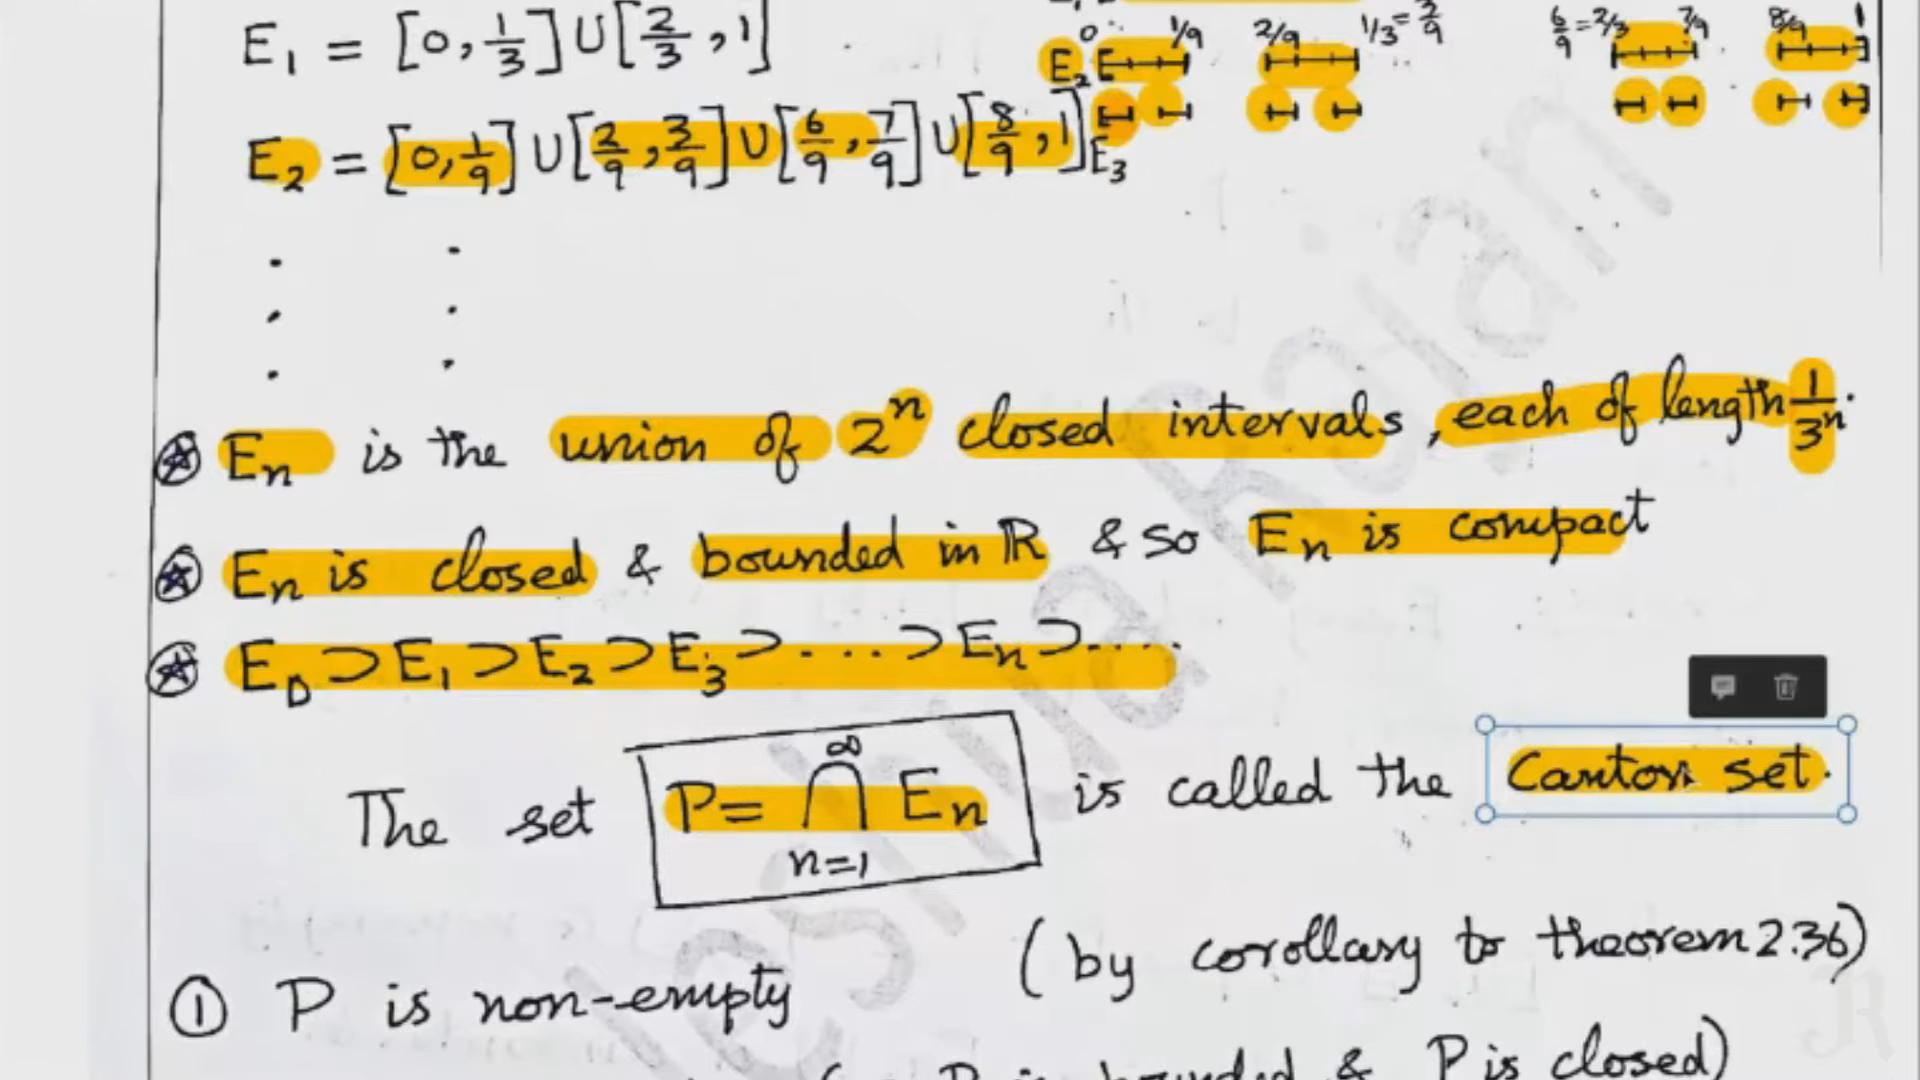 E₁ = [0, 1/3] U [2/3, 1]
0 1/9 2/9 1/3=3/9 6/9=2/3 7/9 8/9 1
E₂
E₂ = [0, 1/9] U [2/9, 3/9] U [6/9, 7/9] U [8/9, 1]
E₃
Eₙ is the union of 2ⁿ closed intervals, each of length 1/3ⁿ.
Eₙ is closed & bounded in ℝ & so Eₙ is compact
E₀ ⊃ E₁ ⊃ E₂ ⊃ E₃ ⊃ .... ⊃ Eₙ ⊃ ....
The set P = ∞ ⋂ n=1 Eₙ is called the Cantor set.
(by corollary to theorem 2.36)
① P is non-empty
P is bounded & P is closed)
Rajan